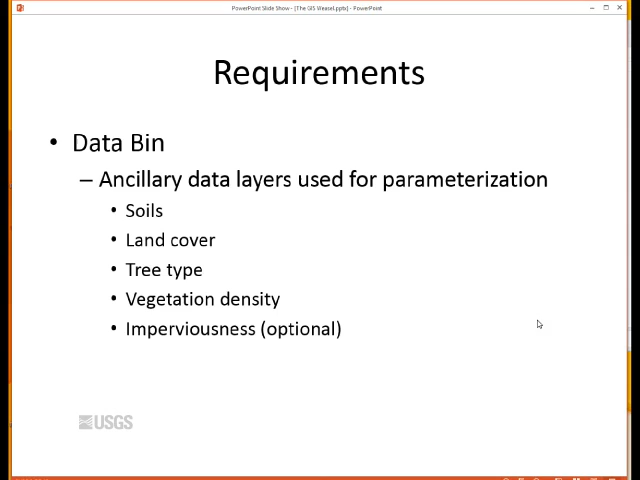 PowerPoint Slide Show - [The GIS Weasel.pptx] - PowerPoint
Requirements
• Data Bin
– Ancillary data layers used for parameterization
• Soils
• Land cover
• Tree type
• Vegetation density
• Imperviousness (optional)
USGS